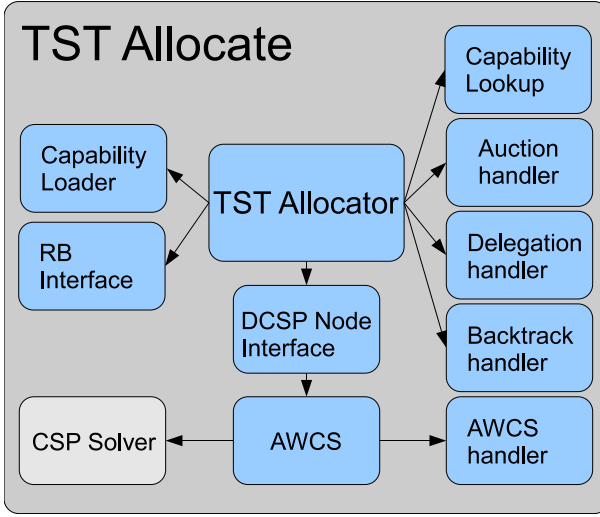 TST Allocate
Capability
Lookup
Capability
Loader
TST Allocator
Auction
handler
RB
Interface
Delegation
handler
DCSP Node
Interface
Backtrack
handler
CSP Solver
AWCS
AWCS
handler